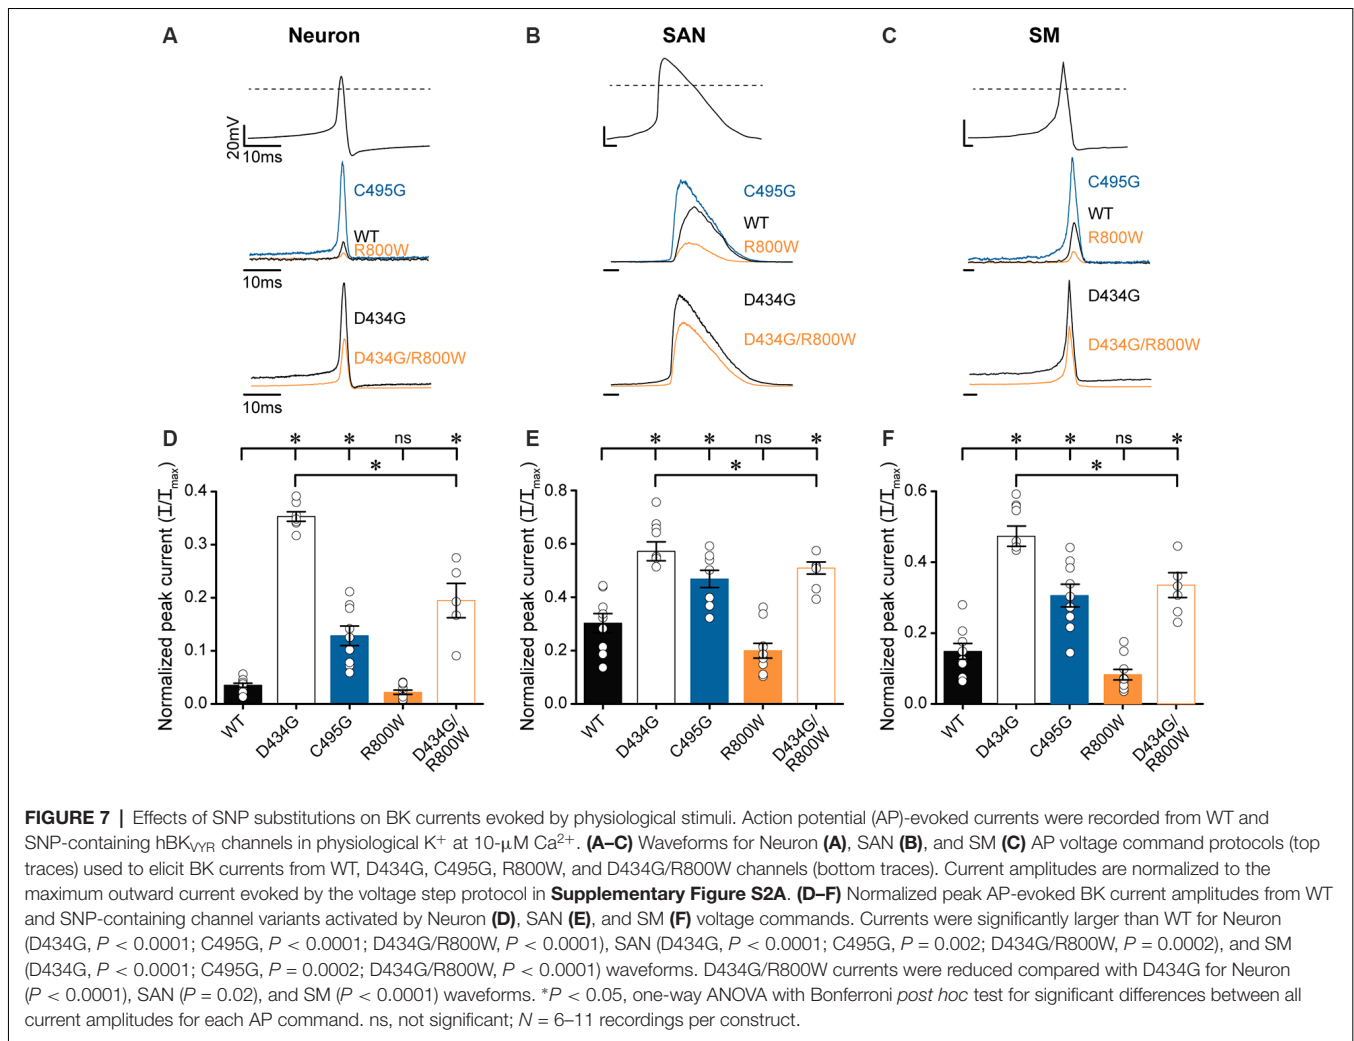 A Neuron
B SAN
C SM
20mV
10ms
C495G
WT
R800W
10ms
D434G
D434G/R800W
10ms
C495G
WT
R800W
D434G
D434G/R800W
C495G
WT
R800W
D434G
D434G/R800W
D
* * ns *
*
Normalized peak current (I/Imax)
0.4
0.3
0.2
0.1
0.0
WT
D434G
C495G
R800W
D434G/
R800W
E
* * ns *
*
Normalized peak current (I/Imax)
0.8
0.6
0.4
0.2
0.0
WT
D434G
C495G
R800W
D434G/
R800W
F
* * ns *
*
Normalized peak current (I/Imax)
0.6
0.4
0.2
0.0
WT
D434G
C495G
R800W
D434G/
R800W
FIGURE 7 | Effects of SNP substitutions on BK currents evoked by physiological stimuli. Action potential (AP)-evoked currents were recorded from WT and
SNP-containing hBKVYR channels in physiological K+ at 10-μM Ca2+. (A–C) Waveforms for Neuron (A), SAN (B), and SM (C) AP voltage command protocols (top
traces) used to elicit BK currents from WT, D434G, C495G, R800W, and D434G/R800W channels (bottom traces). Current amplitudes are normalized to the
maximum outward current evoked by the voltage step protocol in Supplementary Figure S2A. (D–F) Normalized peak AP-evoked BK current amplitudes from WT
and SNP-containing channel variants activated by Neuron (D), SAN (E), and SM (F) voltage commands. Currents were significantly larger than WT for Neuron
(D434G, P < 0.0001; C495G, P < 0.0001; D434G/R800W, P < 0.0001), SAN (D434G, P < 0.0001; C495G, P = 0.002; D434G/R800W, P = 0.0002), and SM
(D434G, P < 0.0001; C495G, P = 0.0002; D434G/R800W, P < 0.0001) waveforms. D434G/R800W currents were reduced compared with D434G for Neuron
(P < 0.0001), SAN (P = 0.02), and SM (P < 0.0001) waveforms. *P < 0.05, one-way ANOVA with Bonferroni post hoc test for significant differences between all
current amplitudes for each AP command. ns, not significant; N = 6–11 recordings per construct.